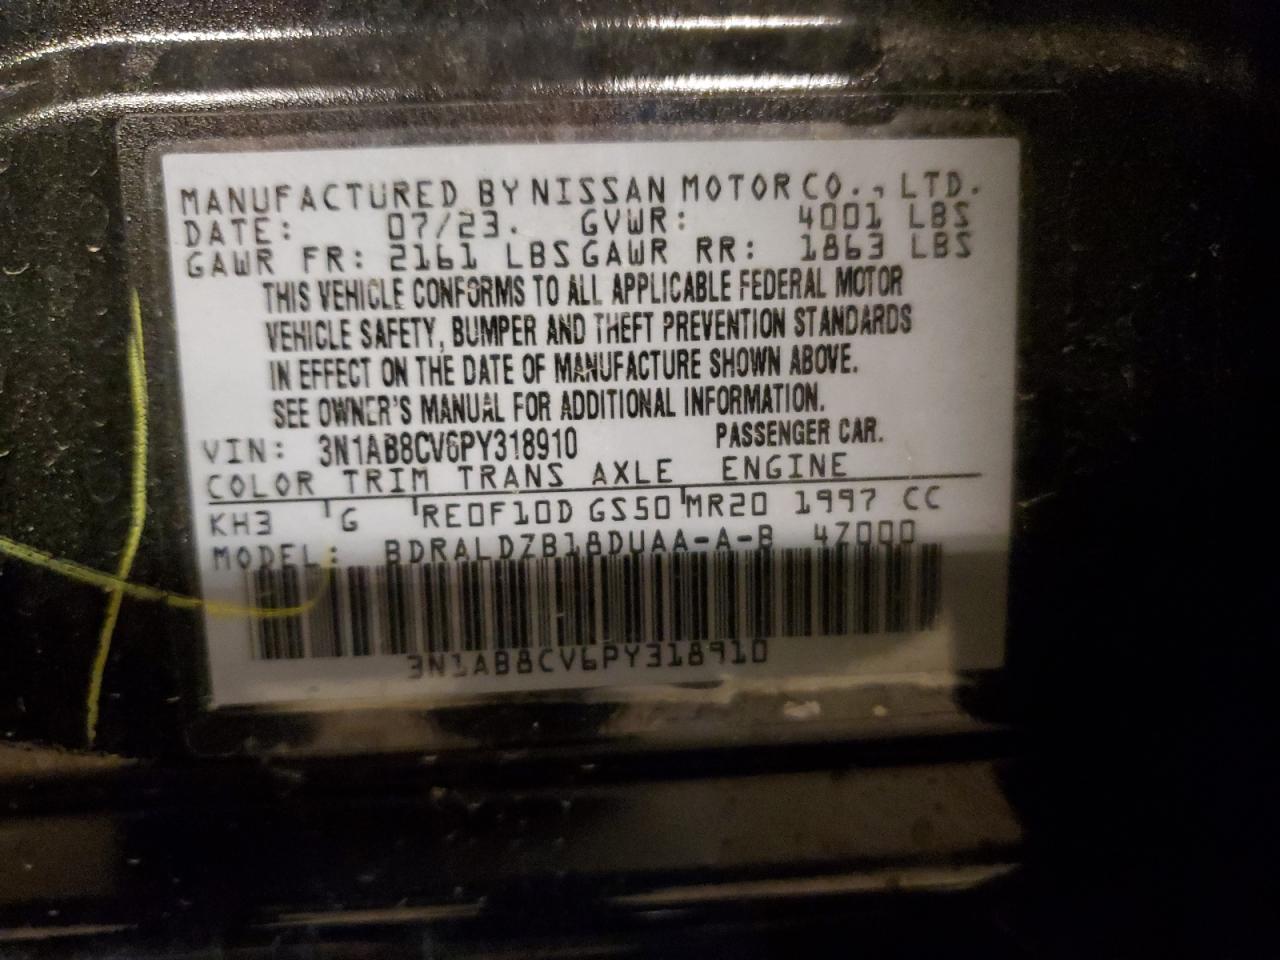 MANUFACTURED BY NISSAN MOTOR CO., LTD.
DATE: 07/23. GVWR: 4001 LBS
GAWR FR: 2161 LBS GAWR RR: 1863 LBS
THIS VEHICLE CONFORMS TO ALL APPLICABLE FEDERAL MOTOR
VEHICLE SAFETY, BUMPER AND THEFT PREVENTION STANDARDS
IN EFFECT ON THE DATE OF MANUFACTURE SHOWN ABOVE.
SEE OWNER'S MANUAL FOR ADDITIONAL INFORMATION.
VIN: 3N1AB8CV6PY318910 PASSENGER CAR.
COLOR TRIM TRANS AXLE ENGINE
KH3 G RE0F10D GS50 MR20 1997 CC
MODEL: BDRALDZB18DUAA-A-B 4Z000
3N1AB8CV6PY318910